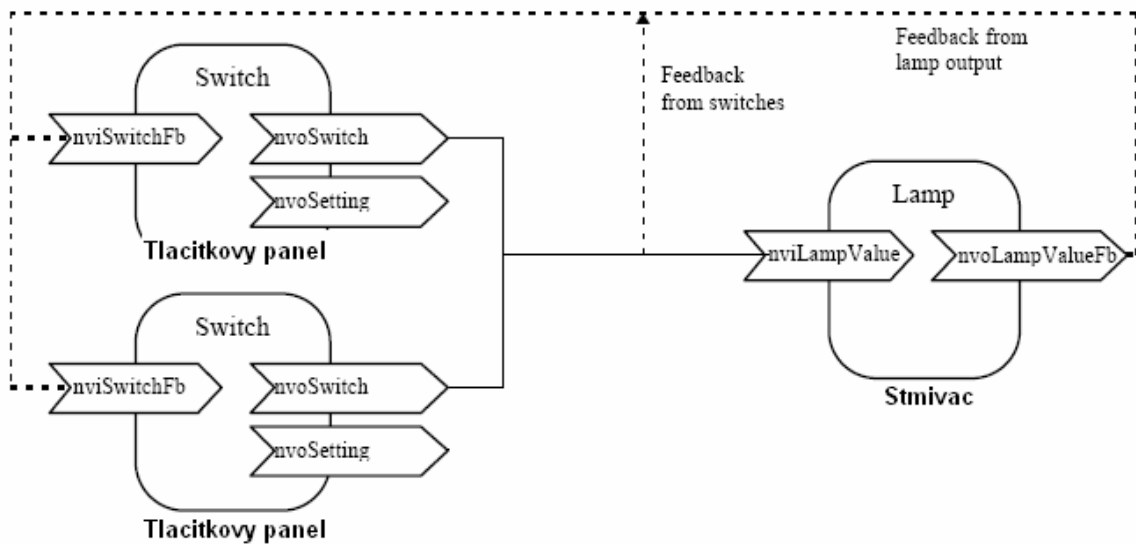 Feedback from
lamp output
Feedback
from switches
Switch
nviSwitchFb
nvoSwitch
nvoSetting
Tlacitkovy panel
Switch
nviSwitchFb
nvoSwitch
nvoSetting
Tlacitkovy panel
Lamp
nviLampValue
nvoLampValueFb
Stmivac